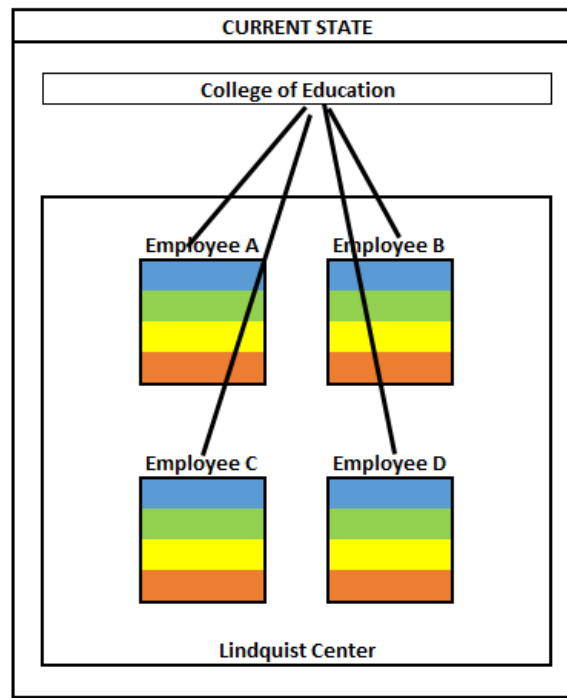 CURRENT STATE
College of Education
Employee A
Employee B
Employee C
Employee D
Lindquist Center